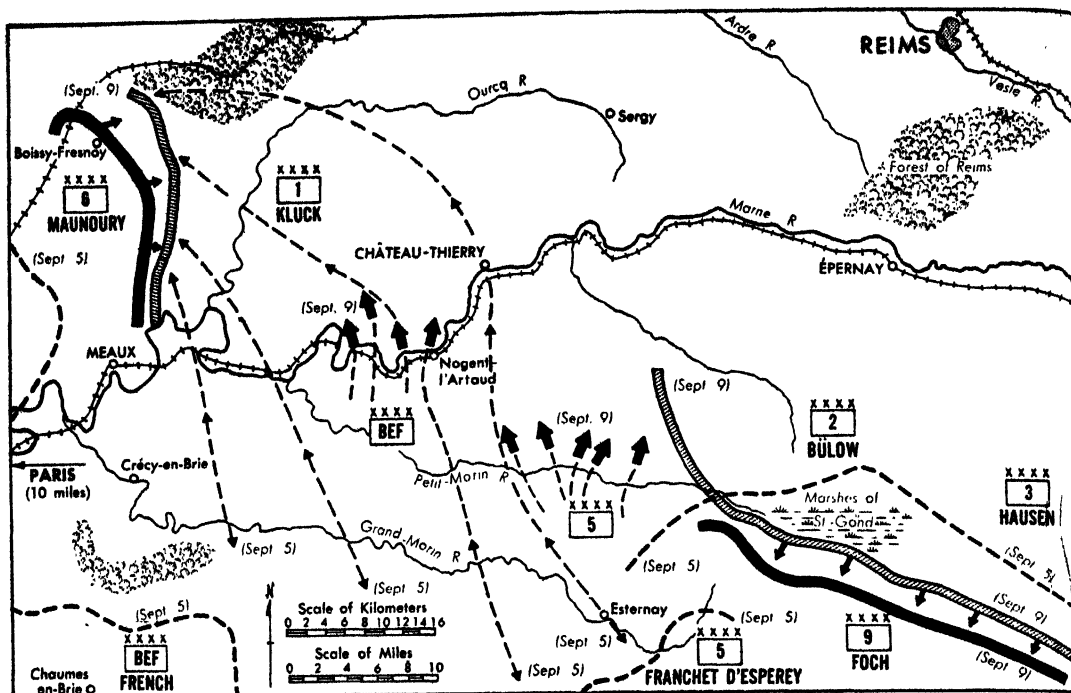 REIMS
Ardre R
Vesle R.
Ourcq R
Sergy
(Sept. 9)
Boissy-Fresnoy
Forest of Reims
XXXX
6
MAUNOURY
XXXX
1
KLUCK
Marne R
(Sept 5)
CHÂTEAU-THIERRY
ÉPERNAY
(Sept. 9)
MEAUX
Nogent-
l'Artaud
(Sept 9)
XXXX
BEF
(Sept. 9)
XXXX
2
BÜLOW
PARIS
(10 miles)
Crécy-en-Brie
Petit-Morin R
XXXX
5
Marshes of
St-Gond
XXXX
3
HAUSEN
Grand-Morin R
(Sept 5)
(Sept 5)
(Sept 5)
(Sept 5)
(Sept 5)
N
Scale of Kilometers
0 2 4 6 8 10 12 14 16
Scale of Miles
0 2 4 6 8 10
Esternay
(Sept 5)
(Sept 5)
(Sept 5)
XXXX
BEF
FRENCH
XXXX
5
FRANCHET D'ESPEREY
XXXX
9
FOCH
(Sept 9)
(Sept 9)
Chaumes
en-Brie